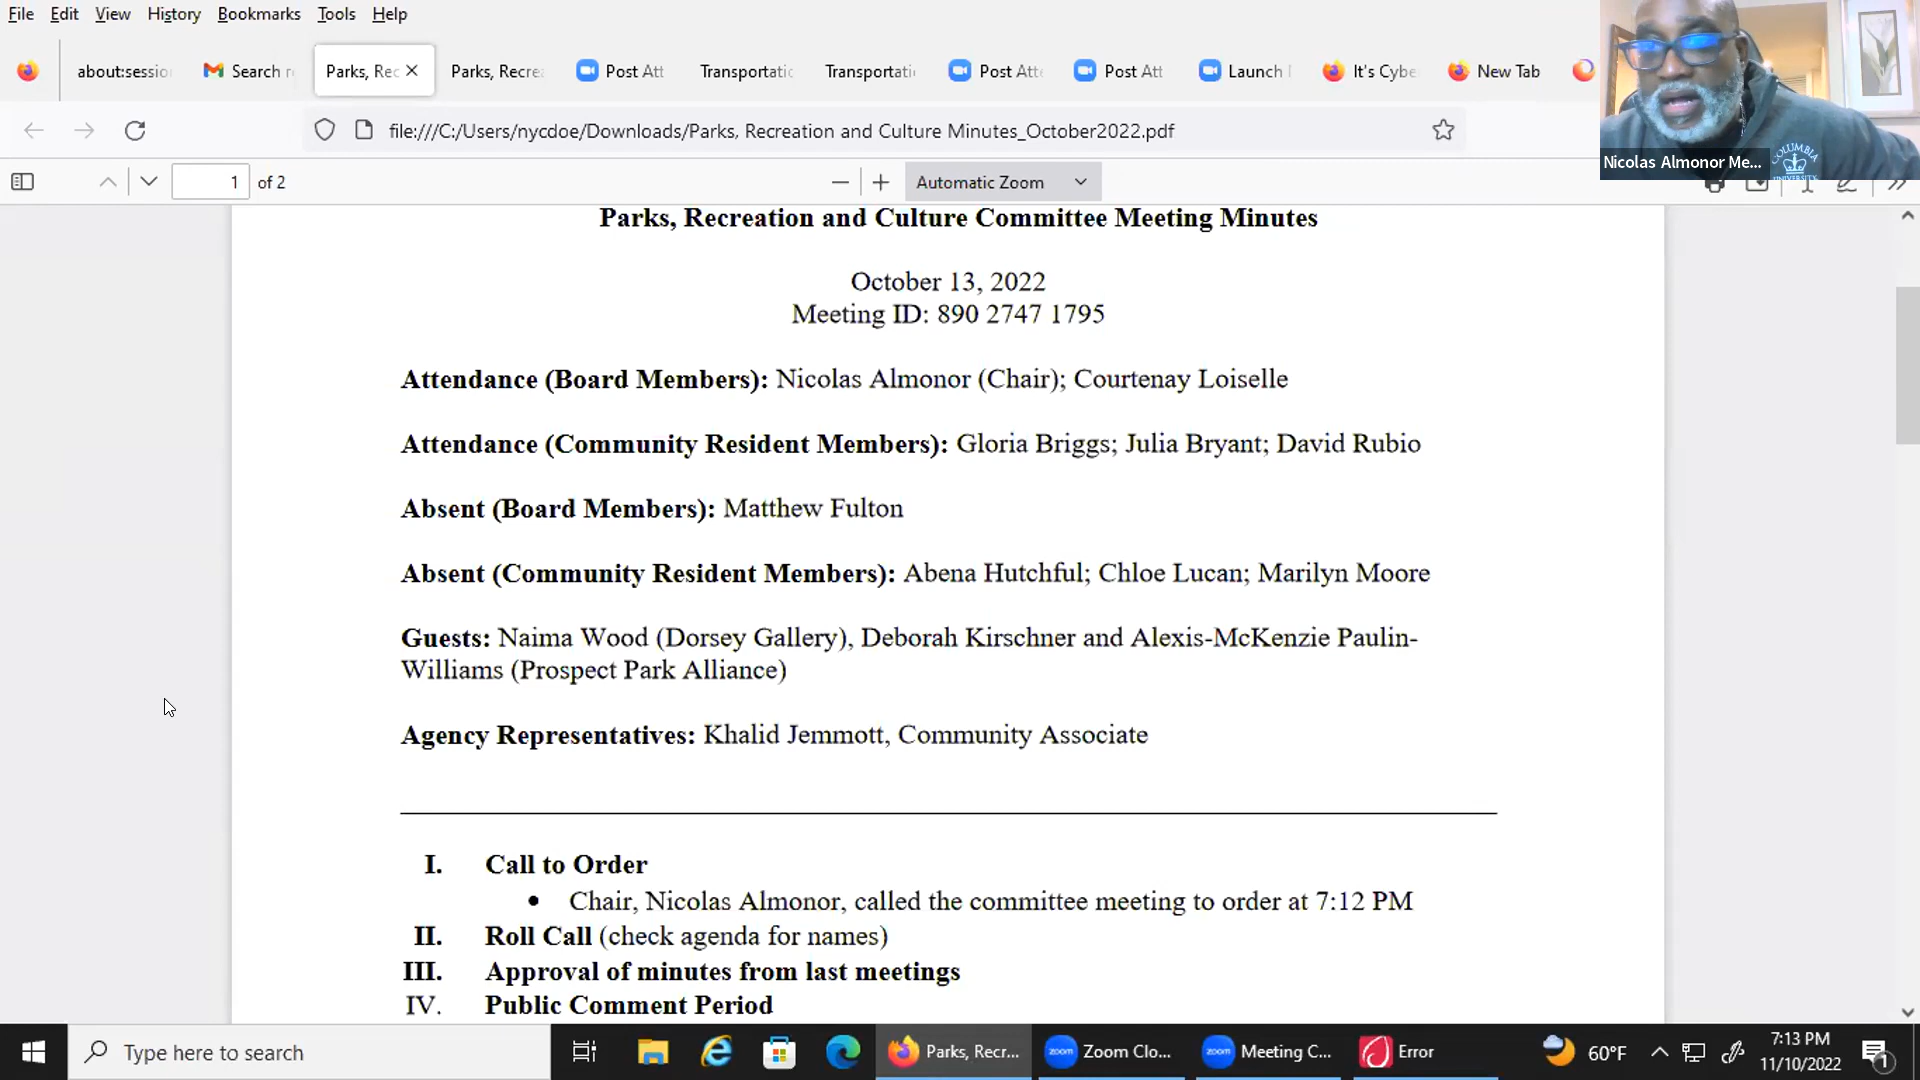 File Edit View History Bookmarks Tools Help
about:sessio
Search r
Parks, Rec
Parks, Recrea
Post Att
Transportatic
Transportatic
Post Atte
Post Att
Launch
It's Cybe
New Tab
file:///C:/Users/nycdoe/Downloads/Parks, Recreation and Culture Minutes_October2022.pdf
1 of 2
Automatic Zoom
Nicolas Almonor Me...
COLUMBIA
UNIVERSITY
Parks, Recreation and Culture Committee Meeting Minutes
October 13, 2022
Meeting ID: 890 2747 1795
Attendance (Board Members): Nicolas Almonor (Chair); Courtenay Loiselle
Attendance (Community Resident Members): Gloria Briggs; Julia Bryant; David Rubio
Absent (Board Members): Matthew Fulton
Absent (Community Resident Members): Abena Hutchful; Chloe Lucan; Marilyn Moore
Guests: Naima Wood (Dorsey Gallery), Deborah Kirschner and Alexis-McKenzie Paulin-
Williams (Prospect Park Alliance)
Agency Representatives: Khalid Jemmott, Community Associate
I. Call to Order
• Chair, Nicolas Almonor, called the committee meeting to order at 7:12 PM
II. Roll Call (check agenda for names)
III. Approval of minutes from last meetings
IV. Public Comment Period
Type here to search
Parks, Recr...
zoom
Zoom Clo...
zoom
Meeting C...
Error
60°F
7:13 PM
11/10/2022
1